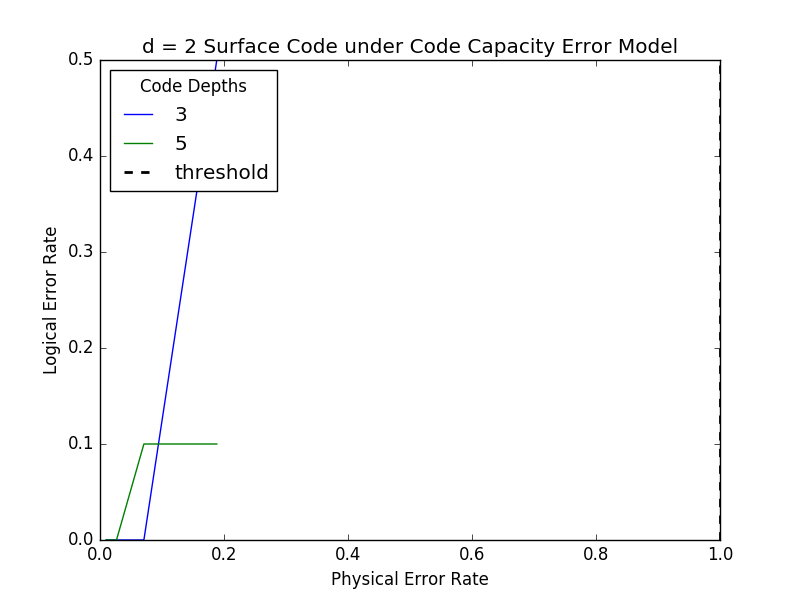 d = 2 Surface Code under Code Capacity Error Model
Code Depths
3
5
threshold
Logical Error Rate
0.5
0.4
0.3
0.2
0.1
0.0
0.0 0.2 0.4 0.6 0.8 1.0
Physical Error Rate